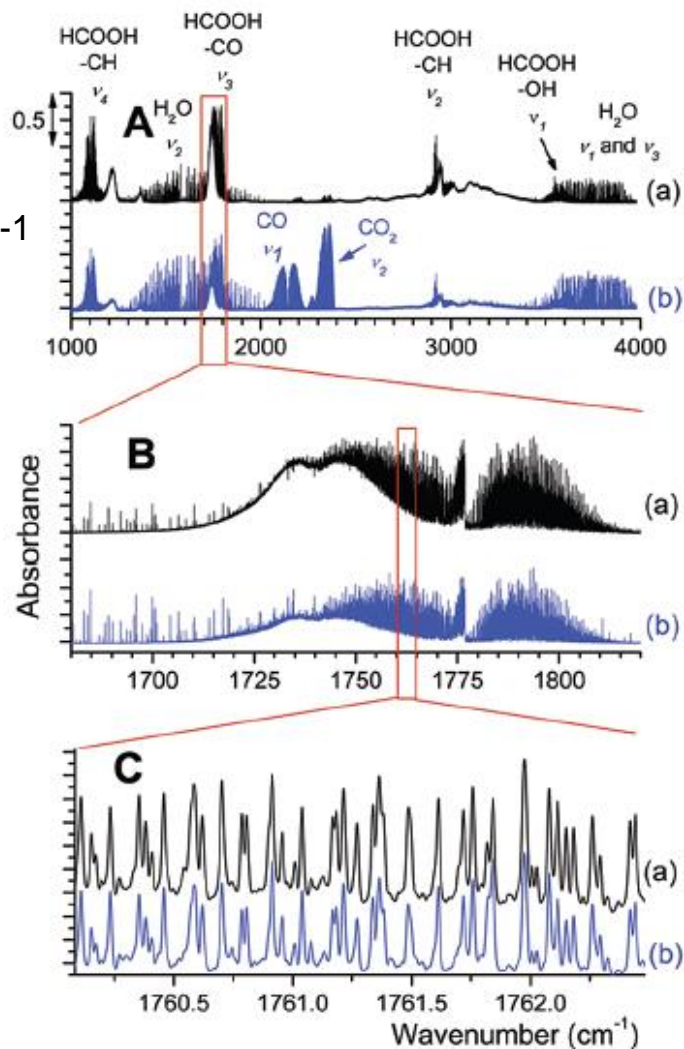 HCOOH
-CH
ν4
H2O
ν2
HCOOH
-CO
ν3
HCOOH
-CH
ν2
HCOOH
-OH
ν1
H2O
ν1 and ν3
0.5
A
(a)
-1
CO
ν1
CO2
ν2
(b)
1000 2000 3000 4000
B
(a)
(b)
Absorbance
1700 1725 1750 1775 1800
C
(a)
(b)
1760.5 1761.0 1761.5 1762.0
Wavenumber (cm-1)